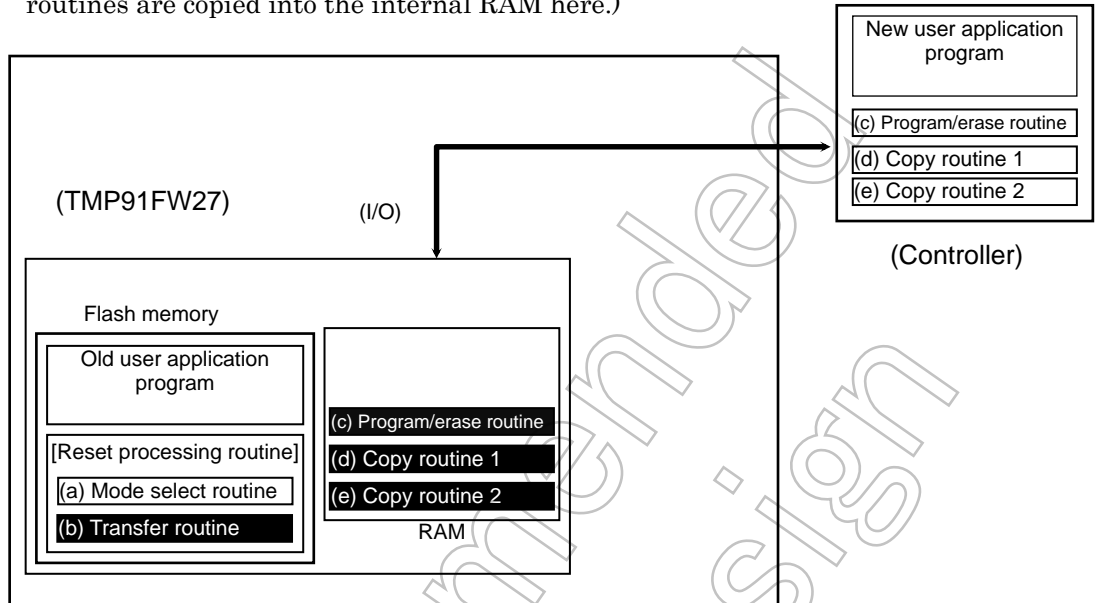 routines are copied into the internal RAM here.)
New user application
program
(c) Program/erase routine
(d) Copy routine 1
(e) Copy routine 2
(Controller)
(TMP91FW27)
(I/O)
Flash memory
Old user application
program
[Reset processing routine]
(a) Mode select routine
(b) Transfer routine
(c) Program/erase routine
(d) Copy routine 1
(e) Copy routine 2
RAM
mended
sign